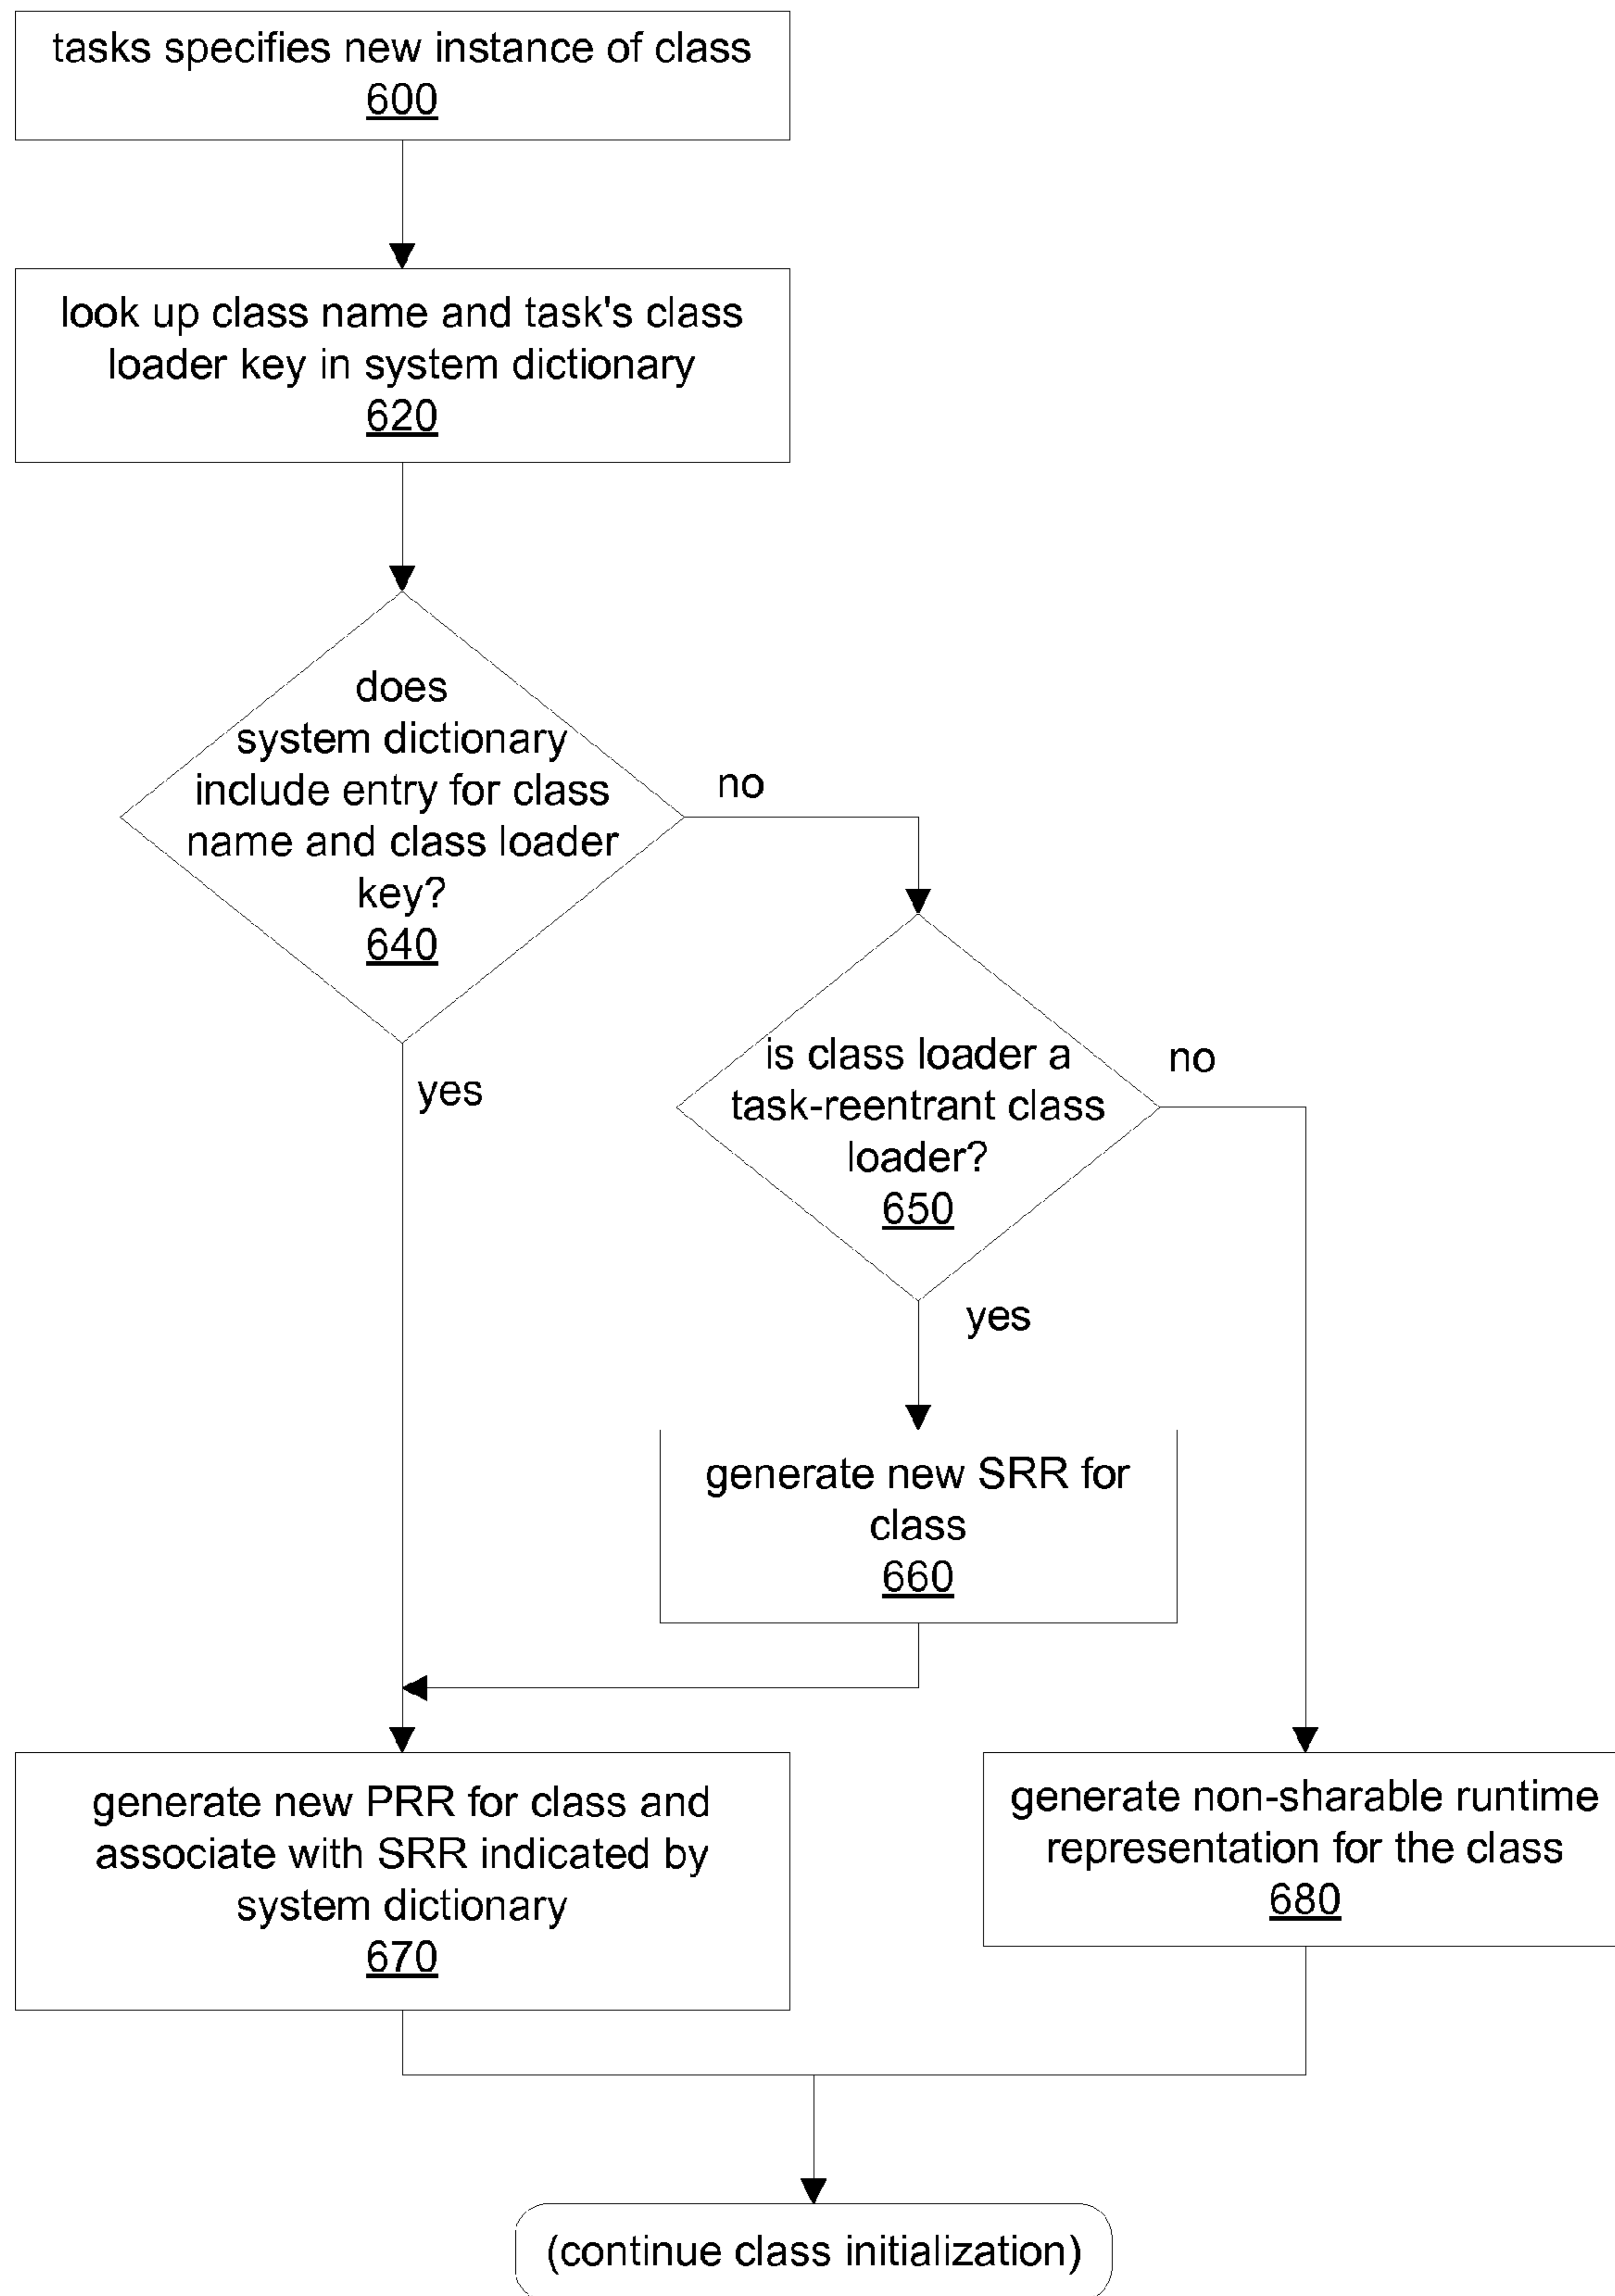 tasks specifies new instance of class
600
look up class name and task's class
loader key in system dictionary
620
does
system dictionary
include entry for class
name and class loader
key?
640
no
yes
is class loader a
task-reentrant class
loader?
650
no
yes
generate new SRR for
class
660
generate new PRR for class and
associate with SRR indicated by
system dictionary
670
generate non-sharable runtime
representation for the class
680
(continue class initialization)